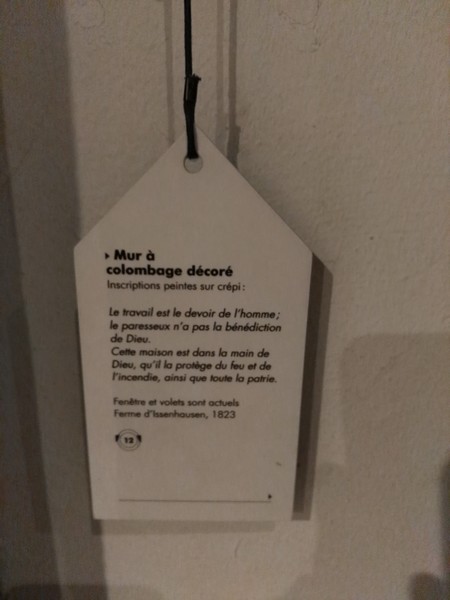 Mur à
colombage décoré
Inscriptions peintes sur crépi :
Le travail est le devoir de l'homme ;
le paresseux n'a pas la bénédiction
de Dieu.
Cette maison est dans la main de
Dieu, qu'il la protège du feu et de
l'incendie, ainsi que toute la patrie.
Fenêtre et volets sont actuels
Ferme d'Issenhausen, 1823
12